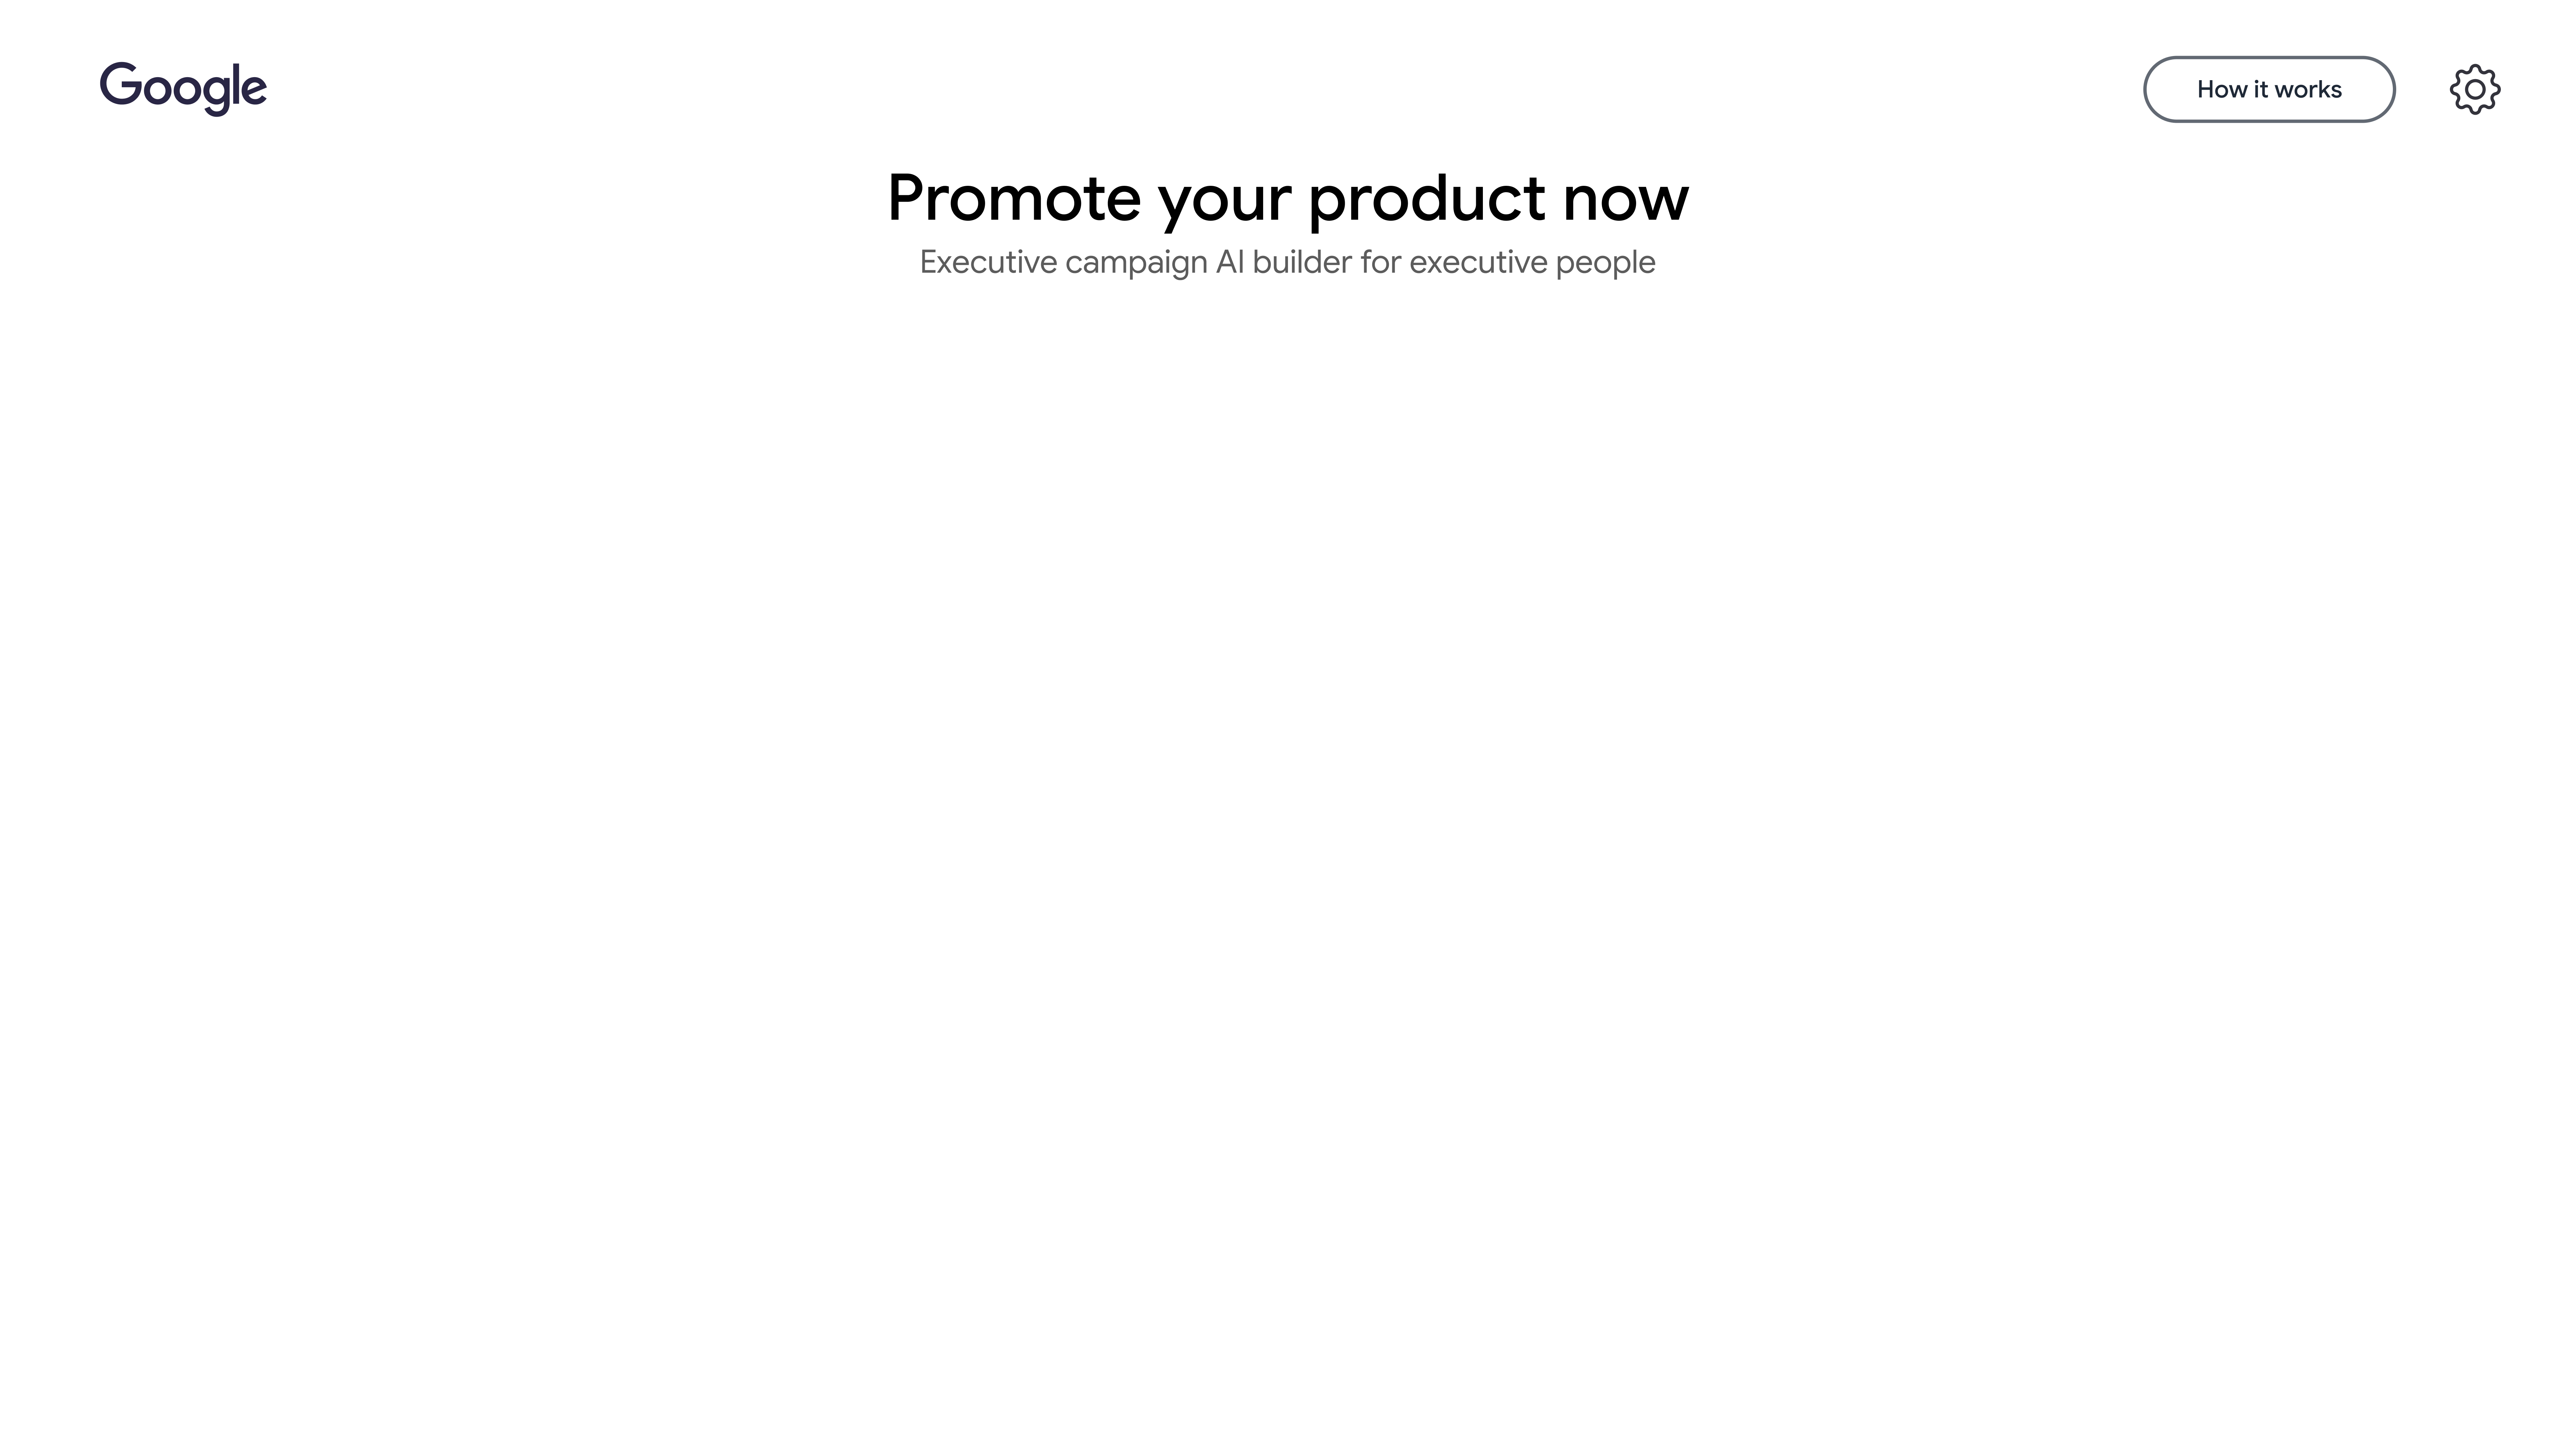 Google
How it works
Promote your product now
Executive campaign AI builder for executive people